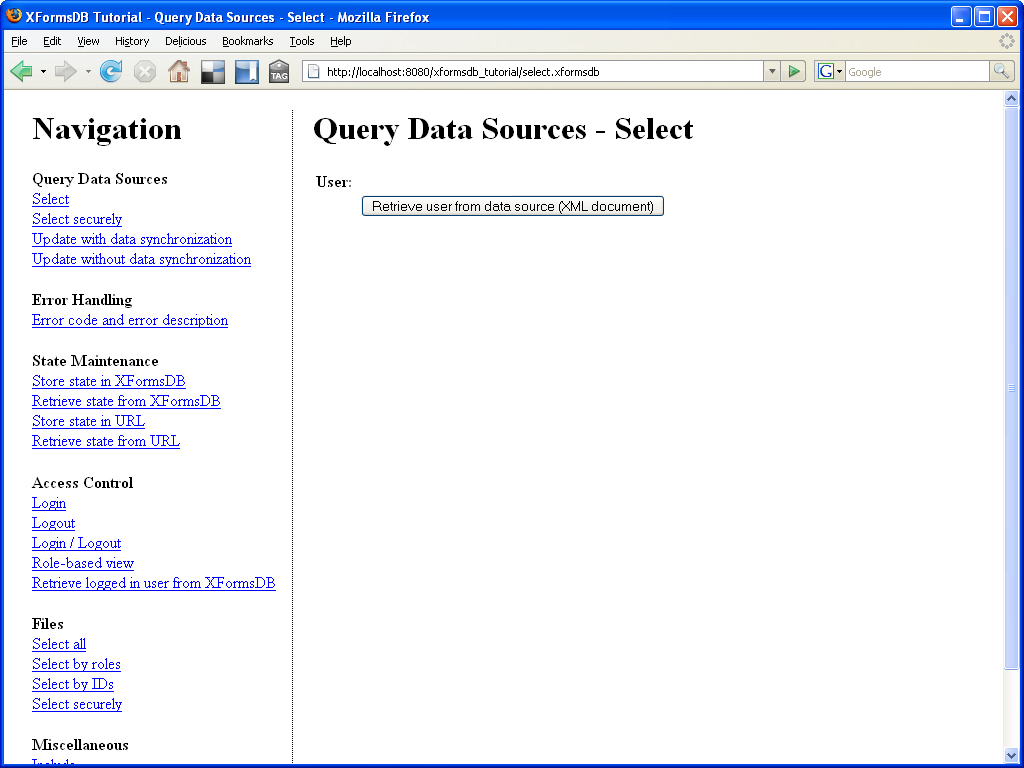 XFormsDB Tutorial - Query Data Sources - Select - Mozilla Firefox
File Edit View History Delicious Bookmarks Tools Help
TAG http://localhost:8080/xformsdb_tutorial/select.xformsdb G Google
Navigation
Query Data Sources
Select
Select securely
Update with data synchronization
Update without data synchronization
Error Handling
Error code and error description
State Maintenance
Store state in XFormsDB
Retrieve state from XFormsDB
Store state in URL
Retrieve state from URL
Access Control
Login
Logout
Login / Logout
Role-based view
Retrieve logged in user from XFormsDB
Files
Select all
Select by roles
Select by IDs
Select securely
Miscellaneous
Include
Query Data Sources - Select
User:
Retrieve user from data source (XML document)